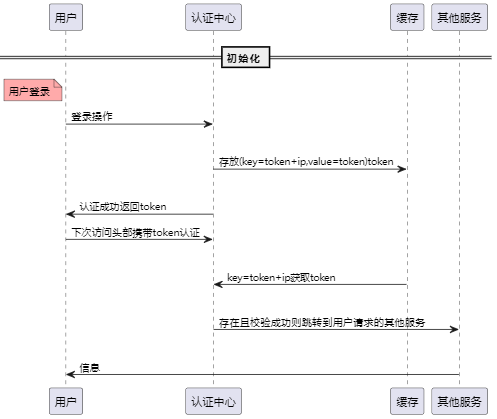 用户
认证中心
缓存
其他服务
初始化
用户登录
登录操作
存放(key=token+ip,value=token)token
认证成功返回token
下次访问头部携带token认证
key=token+ip获取token
存在且校验成功则跳转到用户请求的其他服务
信息
用户
认证中心
缓存
其他服务